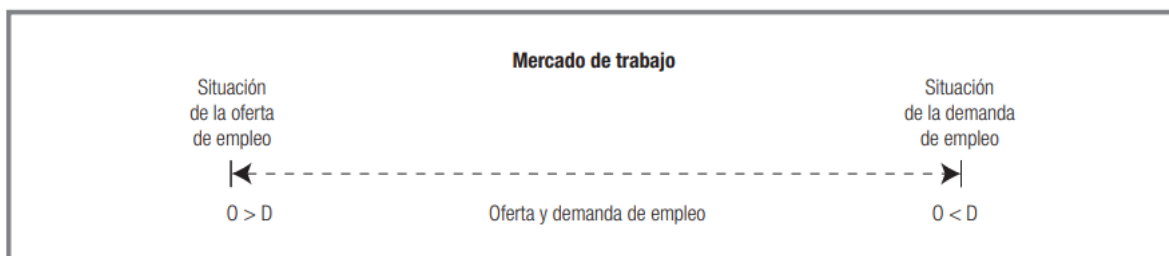 Mercado de trabajo
Situación
de la oferta
de empleo
Situación
de la demanda
de empleo
O > D
Oferta y demanda de empleo
O < D